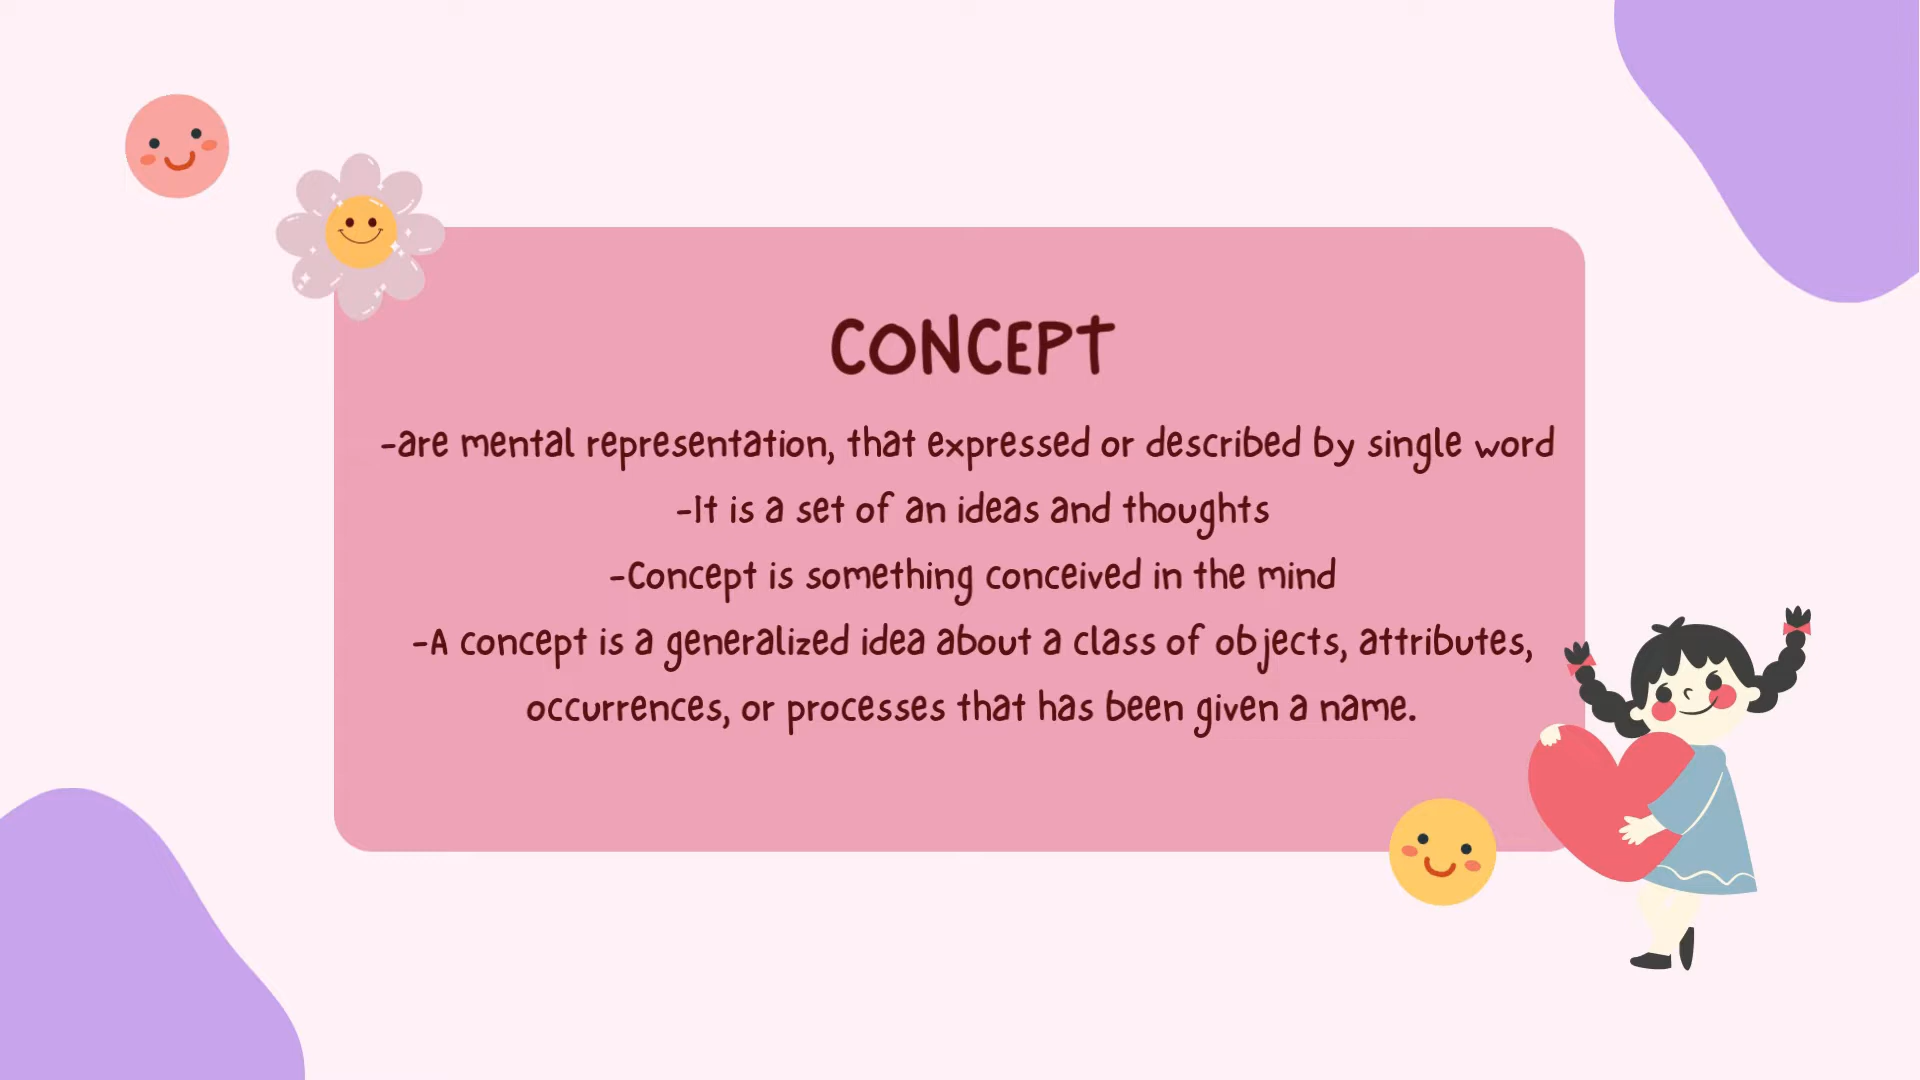 CONCEPT
-are mental representation, that expressed or described by single word
-It is a set of an ideas and thoughts
-Concept is something conceived in the mind
-A concept is a generalized idea about a class of objects, attributes,
occurrences, or processes that has been given a name.